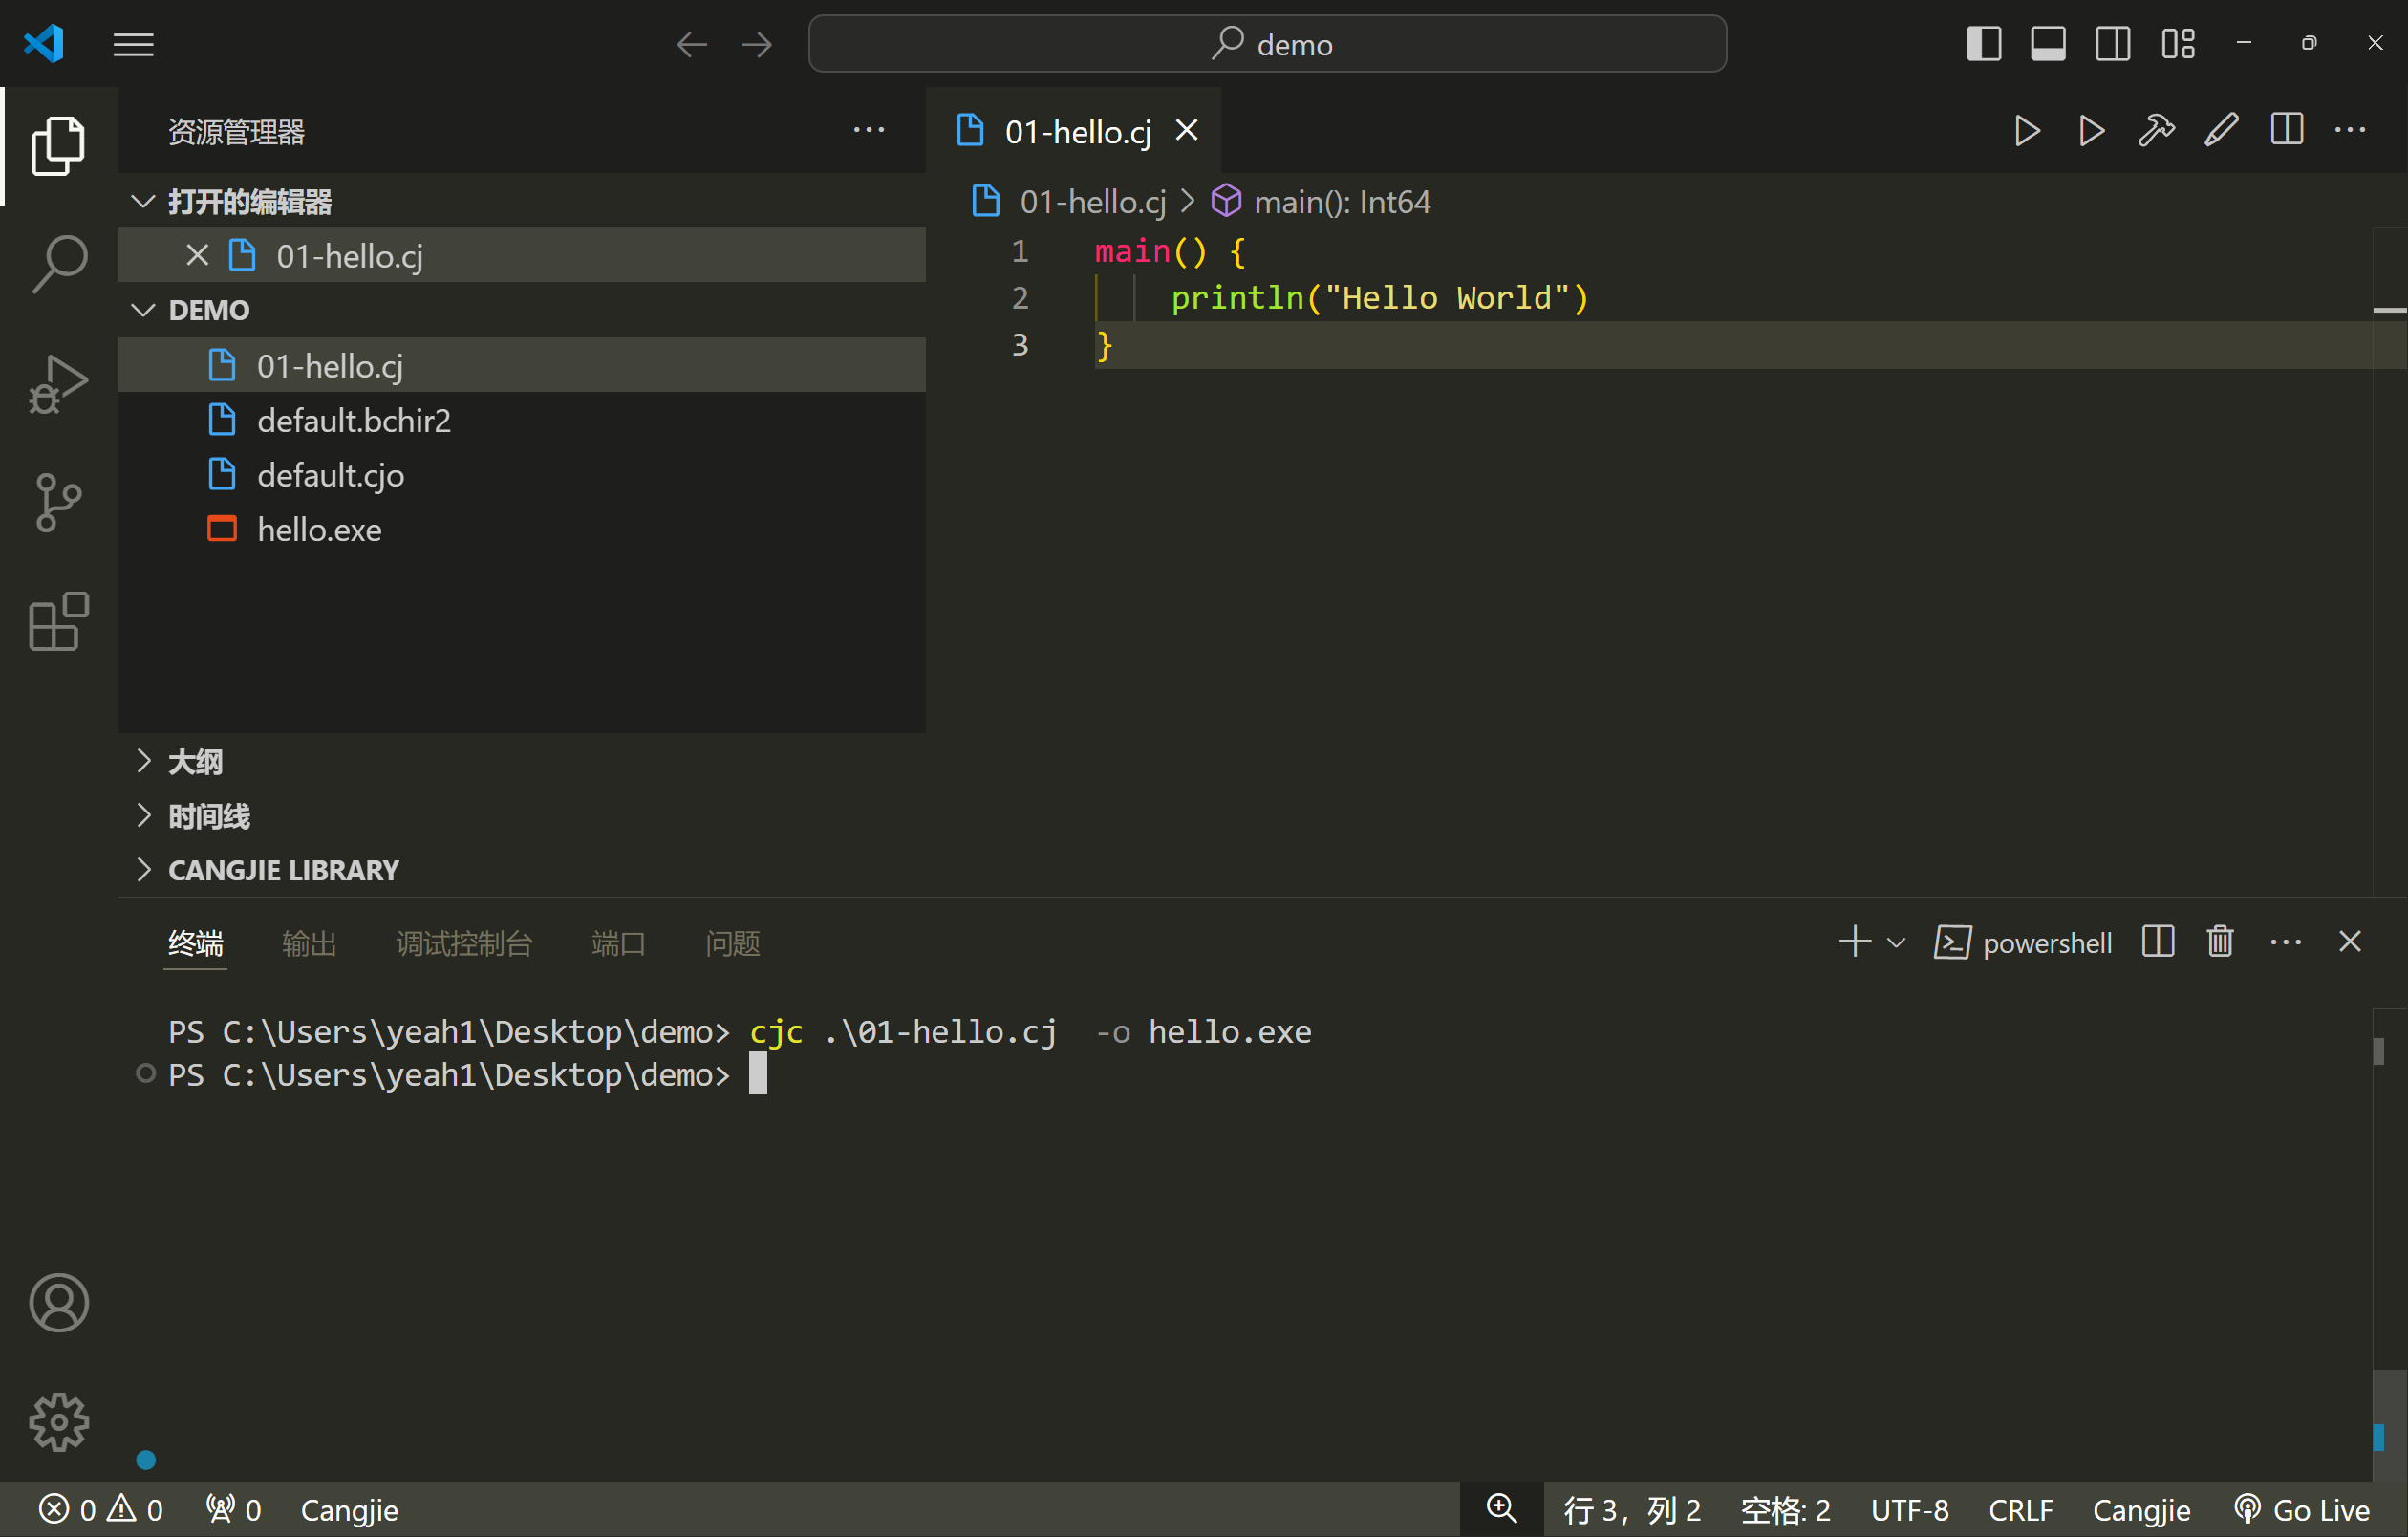 demo
资源管理器
打开的编辑器
01-hello.cj
DEMO
01-hello.cj
default.bchir2
default.cjo
hello.exe
大纲
时间线
CANGJIE LIBRARY
01-hello.cj
01-hello.cj main(): Int64
1 main() {
2 println("Hello World")
3 }
终端 输出 调试控制台 端口 问题
powershell
PS C:\Users\yeah1\Desktop\demo> cjc .\01-hello.cj  -o hello.exe
PS C:\Users\yeah1\Desktop\demo>
0 0 0 Cangjie 行 3，列 2 空格: 2 UTF-8 CRLF Cangjie Go Live